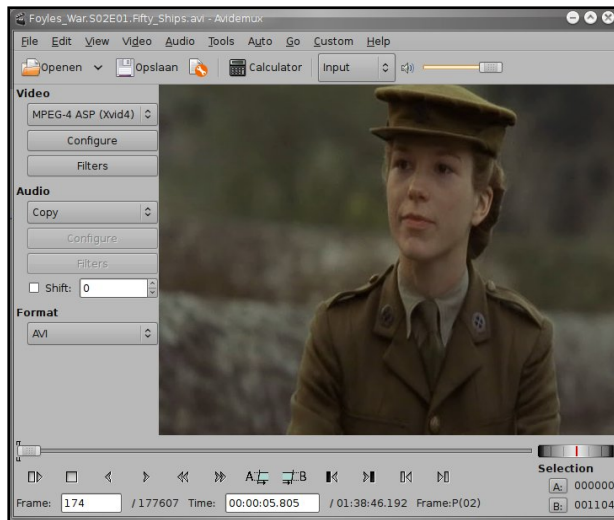 Foyles_War.S02E01.Fifty_Ships.avi - Avidemux
File Edit View Video Audio Tools Auto Go Custom Help
Openen Opslaan Calculator Input
Video
MPEG-4 ASP (Xvid4)
Configure
Filters
Audio
Copy
Configure
Filters
Shift: 0
Format
AVI
A B
Selection
A: 000000
B: 001104
Frame: 174 / 177607 Time: 00:00:05.805 / 01:38:46.192 Frame:P(02)